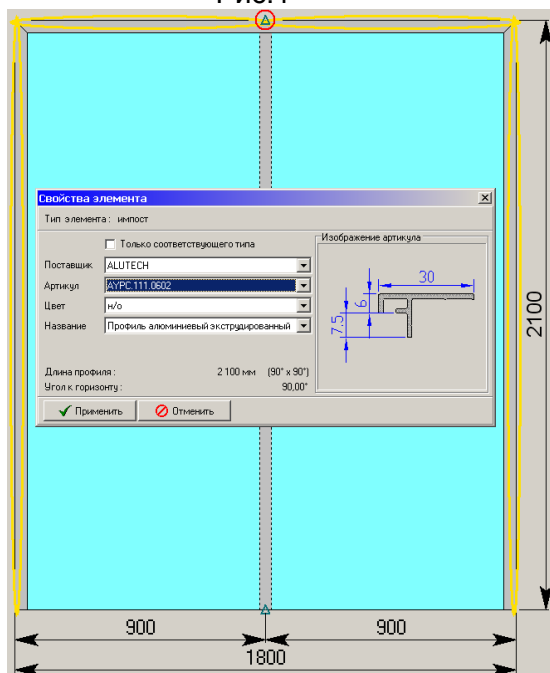 Свойства элемента
Тип элемента: импост
Только соответствующего типа
Поставщик ALUTECH
Артикул AYPC.111.0602
Цвет н/о
Название Профиль алюминиевый экструдированный
Изображение артикула
30
6
7.5
Длина профиля: 2 100 мм (90° x 90°)
Угол к горизонту: 90,00°
Применить Отменить
2100
900 900
1800